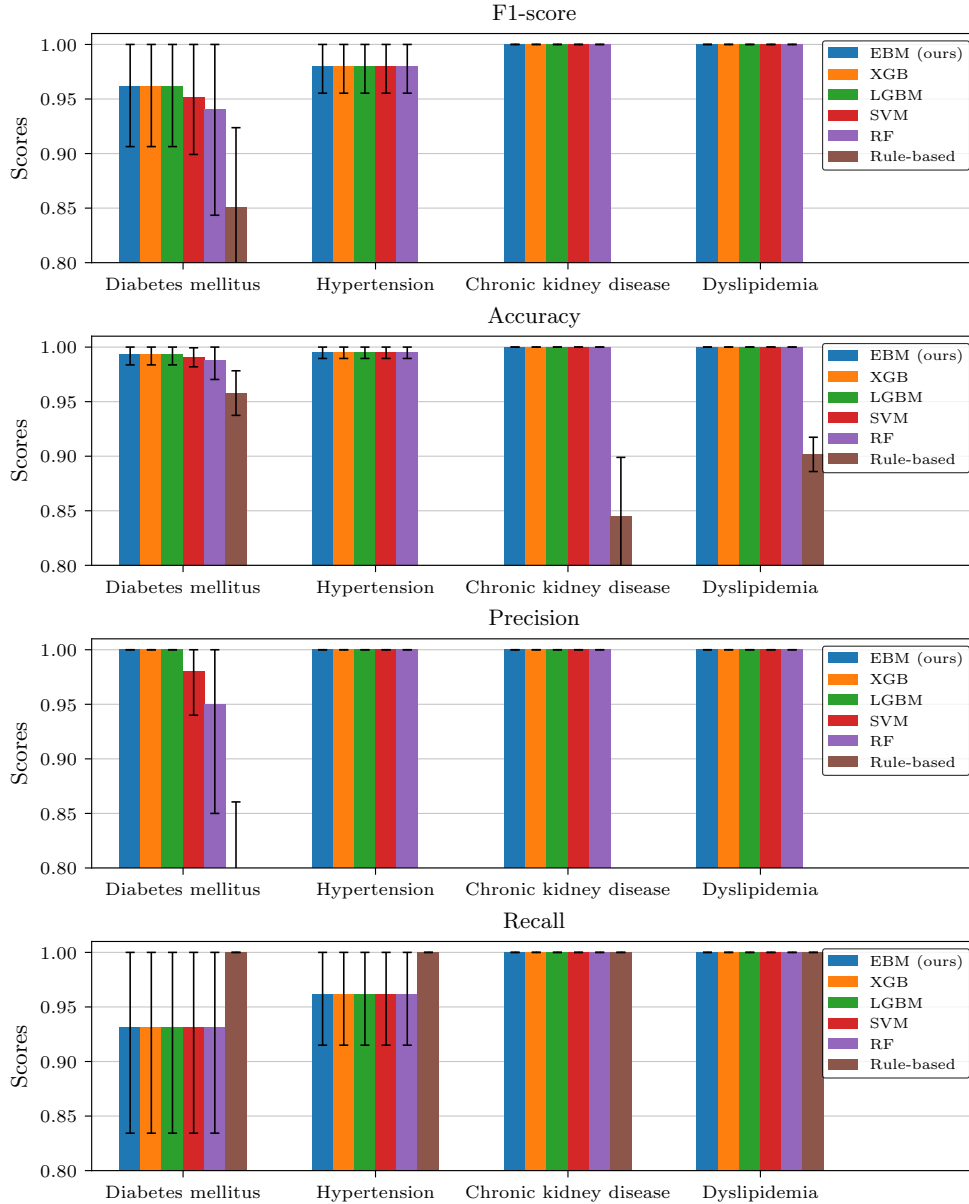 F1-score
Scores
1.00
0.95
0.90
0.85
0.80
EBM (ours)
XGB
LGBM
SVM
RF
Rule-based
Diabetes mellitus Hypertension Chronic kidney disease Dyslipidemia
Accuracy
Scores
1.00
0.95
0.90
0.85
0.80
EBM (ours)
XGB
LGBM
SVM
RF
Rule-based
Diabetes mellitus Hypertension Chronic kidney disease Dyslipidemia
Precision
Scores
1.00
0.95
0.90
0.85
0.80
EBM (ours)
XGB
LGBM
SVM
RF
Rule-based
Diabetes mellitus Hypertension Chronic kidney disease Dyslipidemia
Recall
Scores
1.00
0.95
0.90
0.85
0.80
EBM (ours)
XGB
LGBM
SVM
RF
Rule-based
Diabetes mellitus Hypertension Chronic kidney disease Dyslipidemia